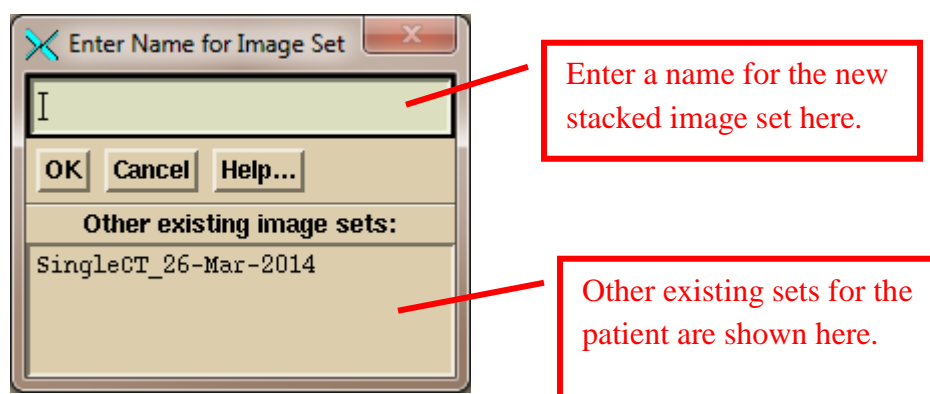 Enter Name for Image Set
Enter a name for the new
stacked image set here.
OK Cancel Help...
Other existing image sets:
SingleCT_26-Mar-2014
Other existing sets for the
patient are shown here.